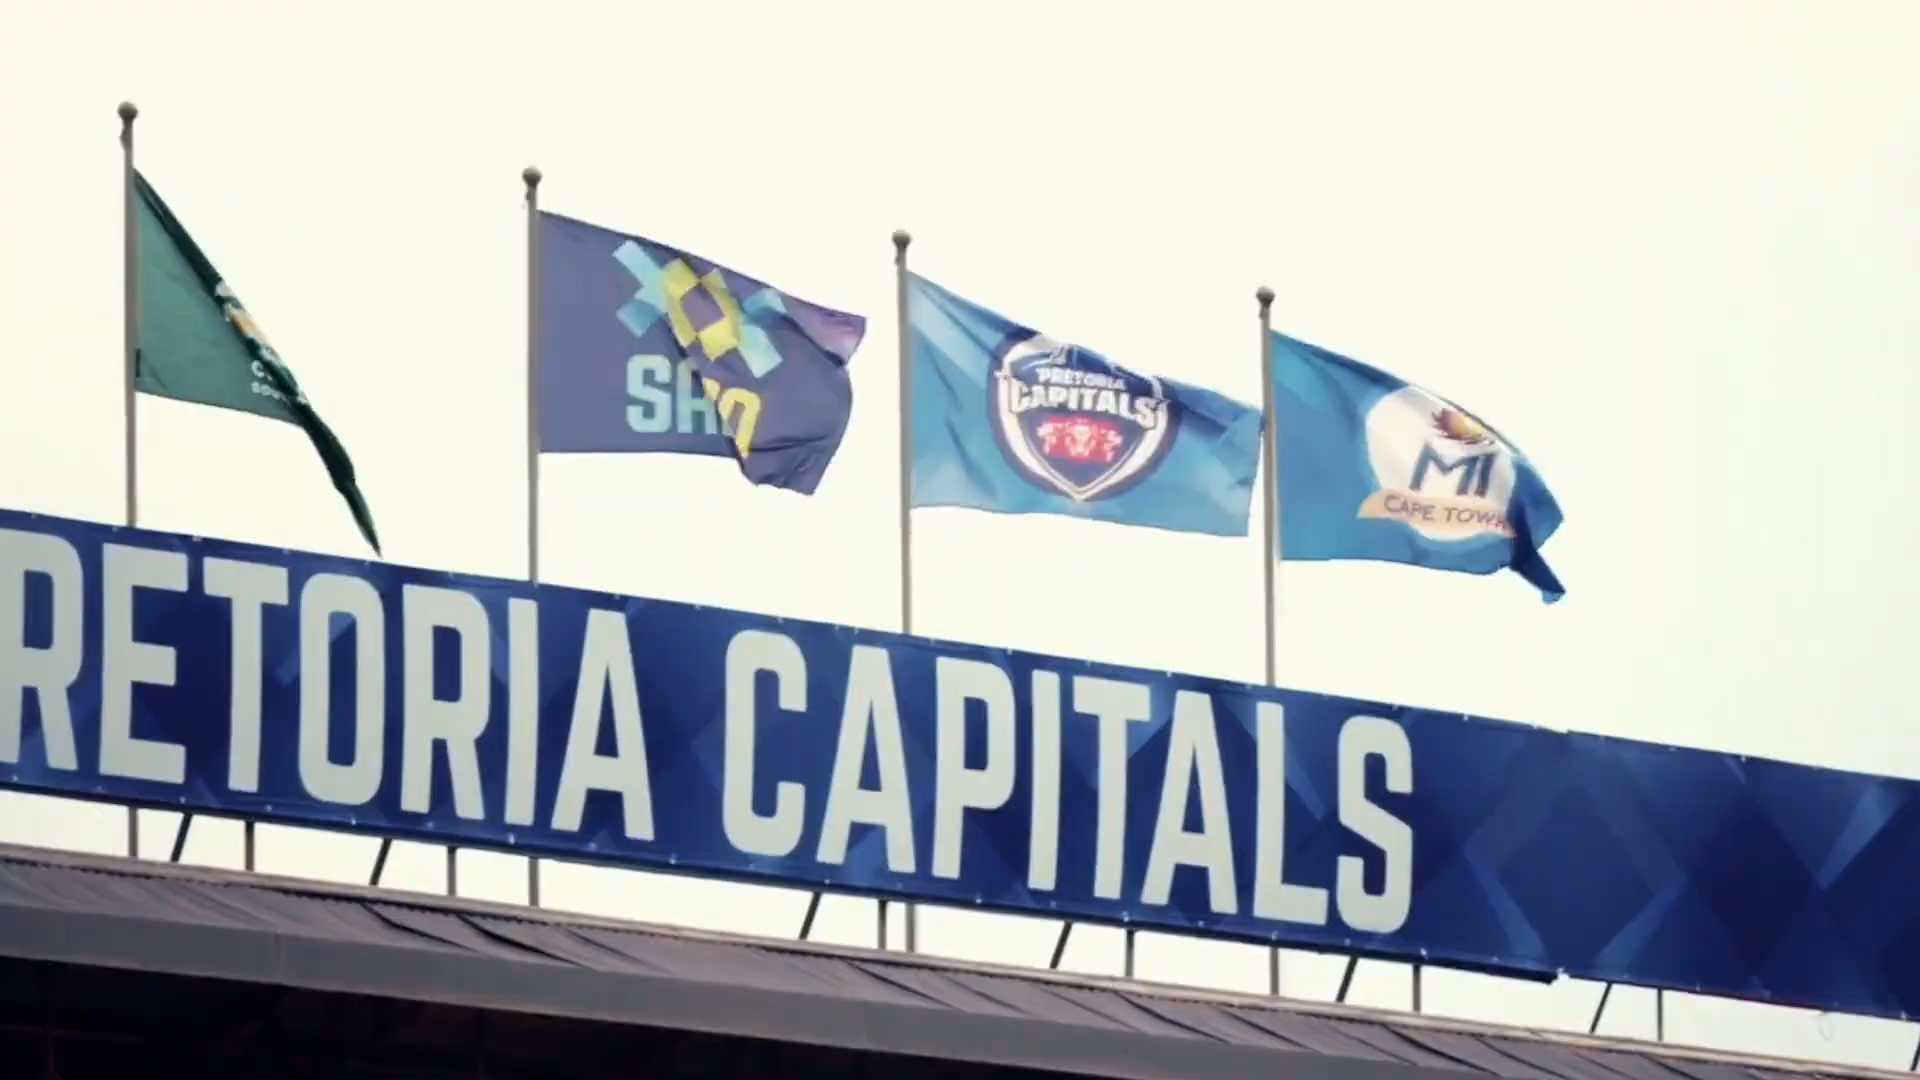 SA20
PRETORIA
CAPITALS
MI
CAPE TOWN
RETORIA CAPITALS